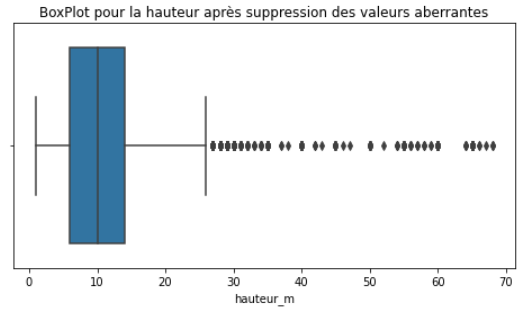 BoxPlot pour la hauteur après suppression des valeurs aberrantes
0 10 20 30 40 50 60 70
hauteur_m